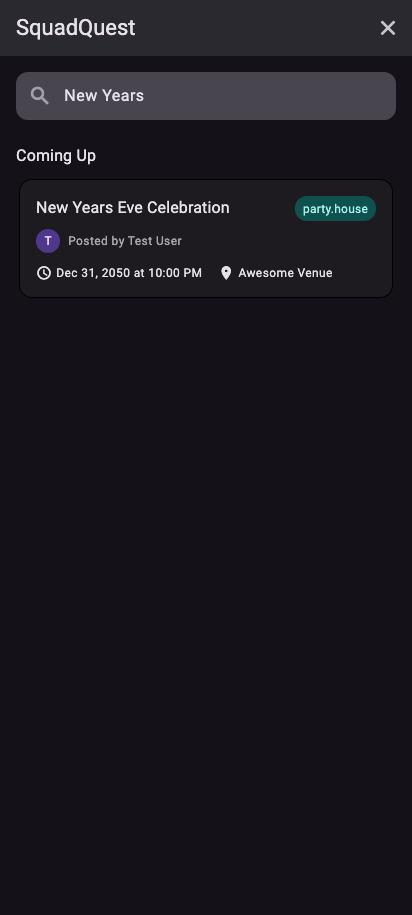 SquadQuest
New Years
Coming Up
New Years Eve Celebration
party.house
T
Posted by Test User
Dec 31, 2050 at 10:00 PM
Awesome Venue